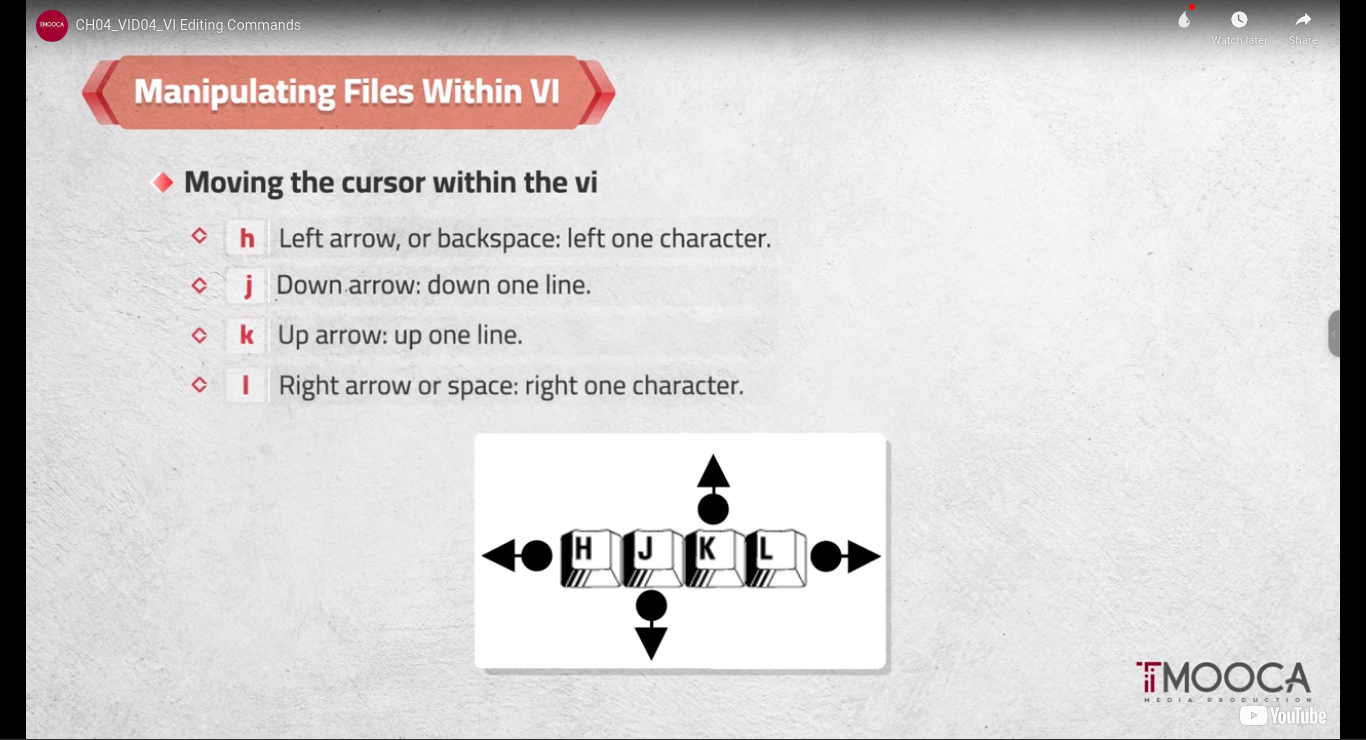 TMOOCA
CH04_VID04_VI Editing Commands
Watch later
Share
Manipulating Files Within VI
Moving the cursor within the vi
h Left arrow, or backspace: left one character.
j Down arrow: down one line.
k Up arrow: up one line.
l Right arrow or space: right one character.
H J K L
TiMOOCA
MEDIA PRODUCTION
YouTube